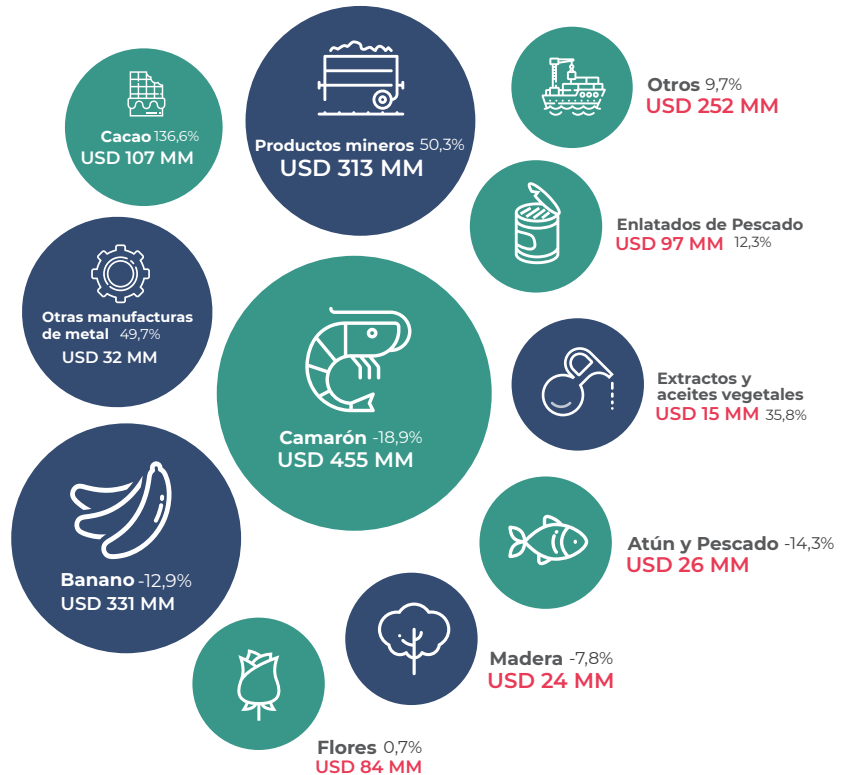 Cacao 136,6%
USD 107 MM
Productos mineros 50,3%
USD 313 MM
Otros 9,7%
USD 252 MM
Enlatados de Pescado
USD 97 MM 12,3%
Otras manufacturas
de metal 49,7%
USD 32 MM
Camarón -18,9%
USD 455 MM
Extractos y
aceites vegetales
USD 15 MM 35,8%
Banano -12,9%
USD 331 MM
Atún y Pescado -14,3%
USD 26 MM
Madera -7,8%
USD 24 MM
Flores 0,7%
USD 84 MM